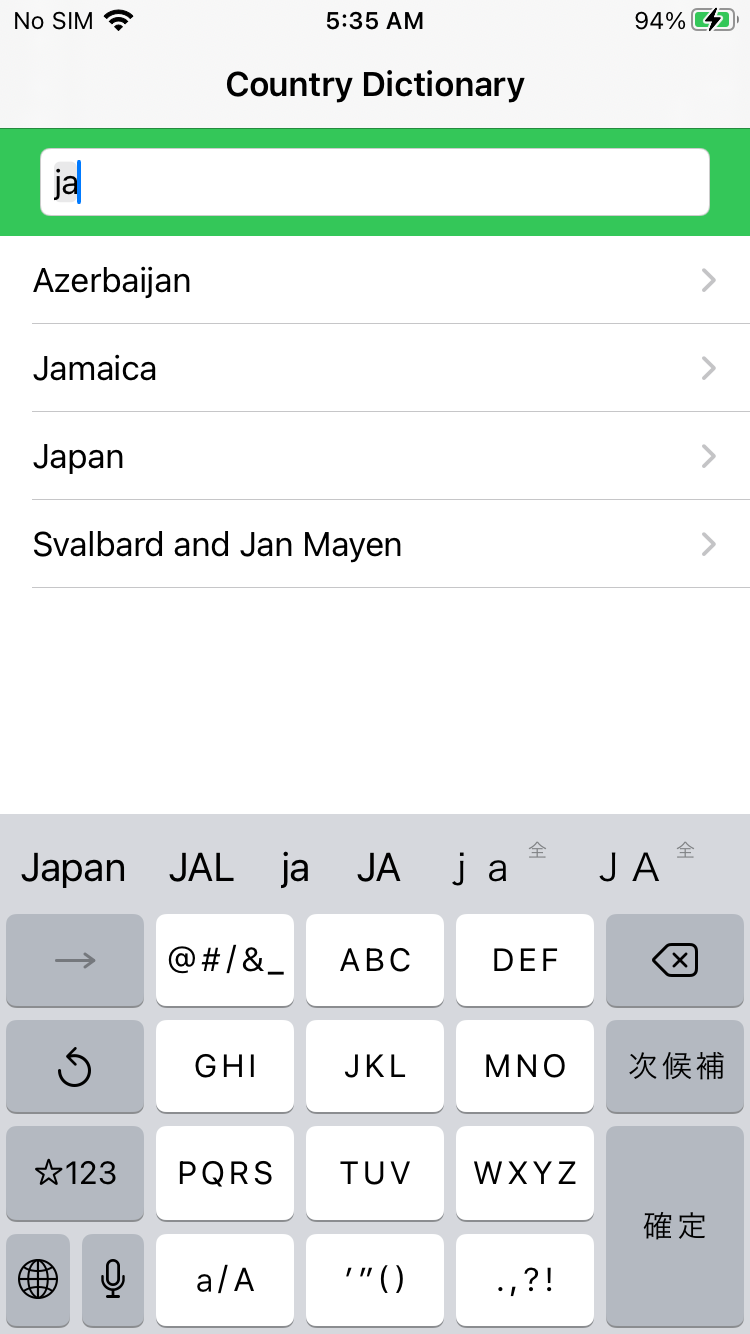 No SIM 5:35 AM 94%
Country Dictionary
ja
Azerbaijan
Jamaica
Japan
Svalbard and Jan Mayen
Japan JAL ja JA ｊａ 全 ＪＡ 全
→ @#/&_ ABC DEF
GHI JKL MNO 次候補
☆123 PQRS TUV WXYZ
確定
a/A ′″() .,?!